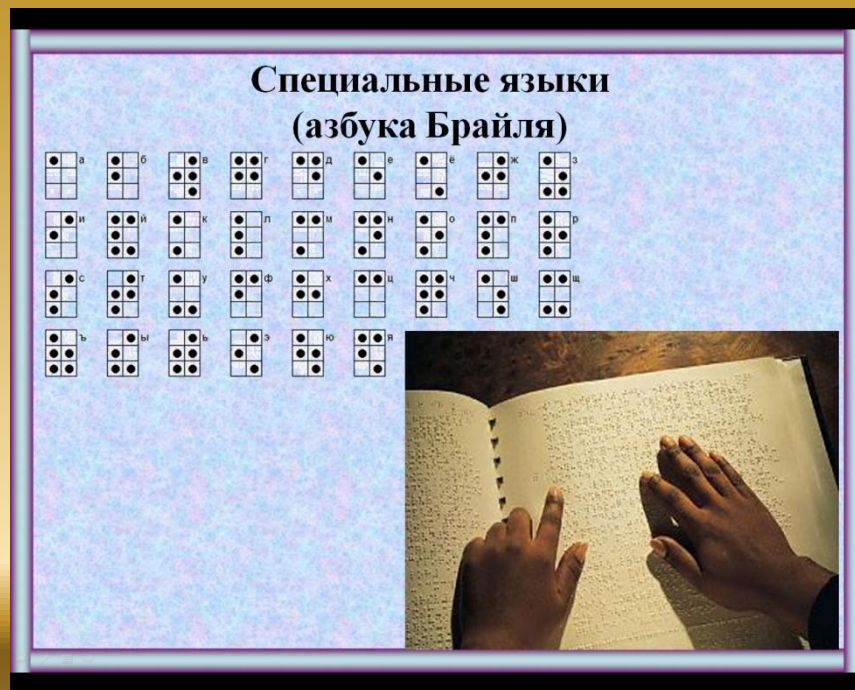 Специальные языки
(азбука Брайля)
а б в г д е ё ж з
и й к л м н о п р
с т у ф х ц ч ш щ
ъ ы ь э ю я